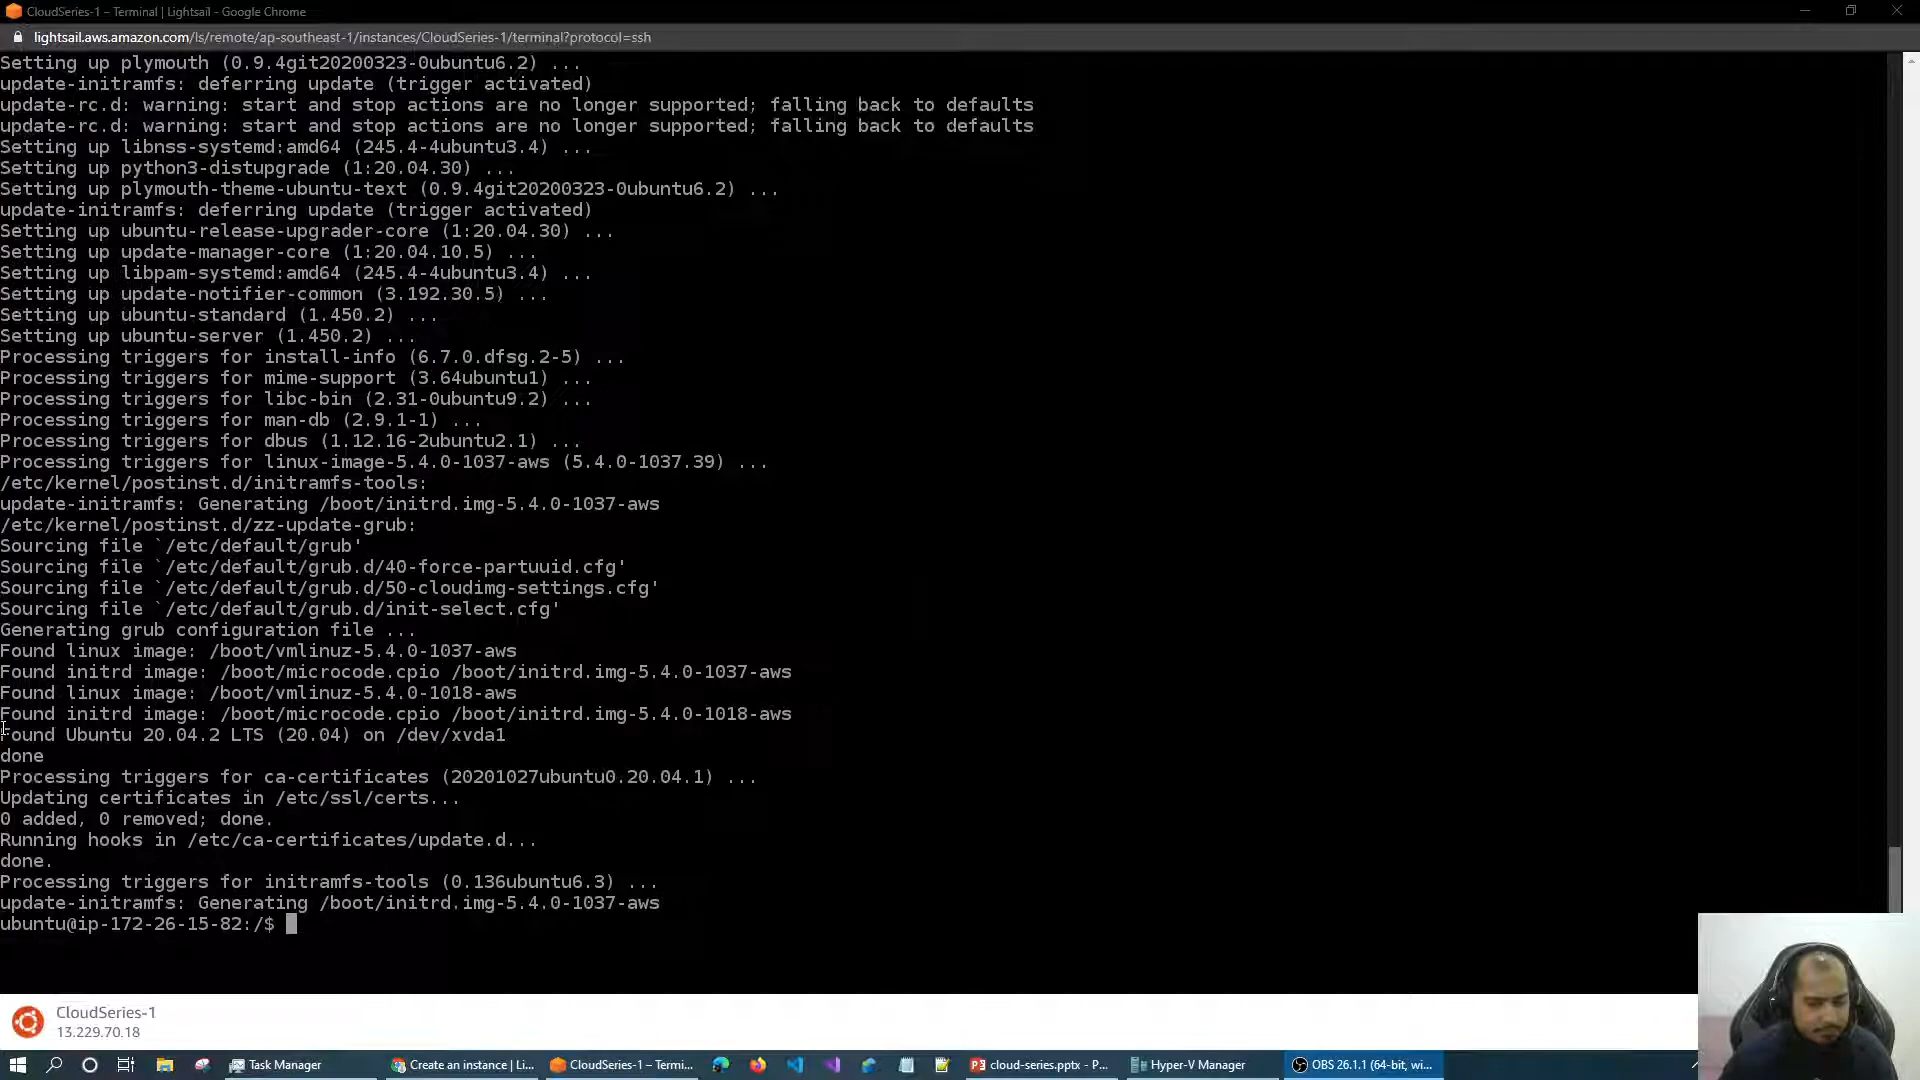 CloudSeries-1 – Terminal | Lightsail - Google Chrome
lightsail.aws.amazon.com/ls/remote/ap-southeast-1/instances/CloudSeries-1/terminal?protocol=ssh
Setting up plymouth (0.9.4git20200323-0ubuntu6.2) ...
update-initramfs: deferring update (trigger activated)
update-rc.d: warning: start and stop actions are no longer supported; falling back to defaults
update-rc.d: warning: start and stop actions are no longer supported; falling back to defaults
Setting up libnss-systemd:amd64 (245.4-4ubuntu3.4) ...
Setting up python3-distupgrade (1:20.04.30) ...
Setting up plymouth-theme-ubuntu-text (0.9.4git20200323-0ubuntu6.2) ...
update-initramfs: deferring update (trigger activated)
Setting up ubuntu-release-upgrader-core (1:20.04.30) ...
Setting up update-manager-core (1:20.04.10.5) ...
Setting up libpam-systemd:amd64 (245.4-4ubuntu3.4) ...
Setting up update-notifier-common (3.192.30.5) ...
Setting up ubuntu-standard (1.450.2) ...
Setting up ubuntu-server (1.450.2) ...
Processing triggers for install-info (6.7.0.dfsg.2-5) ...
Processing triggers for mime-support (3.64ubuntu1) ...
Processing triggers for libc-bin (2.31-0ubuntu9.2) ...
Processing triggers for man-db (2.9.1-1) ...
Processing triggers for dbus (1.12.16-2ubuntu2.1) ...
Processing triggers for linux-image-5.4.0-1037-aws (5.4.0-1037.39) ...
/etc/kernel/postinst.d/initramfs-tools:
update-initramfs: Generating /boot/initrd.img-5.4.0-1037-aws
/etc/kernel/postinst.d/zz-update-grub:
Sourcing file `/etc/default/grub'
Sourcing file `/etc/default/grub.d/40-force-partuuid.cfg'
Sourcing file `/etc/default/grub.d/50-cloudimg-settings.cfg'
Sourcing file `/etc/default/grub.d/init-select.cfg'
Generating grub configuration file ...
Found linux image: /boot/vmlinuz-5.4.0-1037-aws
Found initrd image: /boot/microcode.cpio /boot/initrd.img-5.4.0-1037-aws
Found linux image: /boot/vmlinuz-5.4.0-1018-aws
Found initrd image: /boot/microcode.cpio /boot/initrd.img-5.4.0-1018-aws
Found Ubuntu 20.04.2 LTS (20.04) on /dev/xvda1
done
Processing triggers for ca-certificates (20201027ubuntu0.20.04.1) ...
Updating certificates in /etc/ssl/certs...
0 added, 0 removed; done.
Running hooks in /etc/ca-certificates/update.d...
done.
Processing triggers for initramfs-tools (0.136ubuntu6.3) ...
update-initramfs: Generating /boot/initrd.img-5.4.0-1037-aws
ubuntu@ip-172-26-15-82:/$
CloudSeries-1
13.229.70.18
Task Manager
Create an instance | Li...
CloudSeries-1 – Termi...
cloud-series.pptx - P...
Hyper-V Manager
OBS 26.1.1 (64-bit, wi...